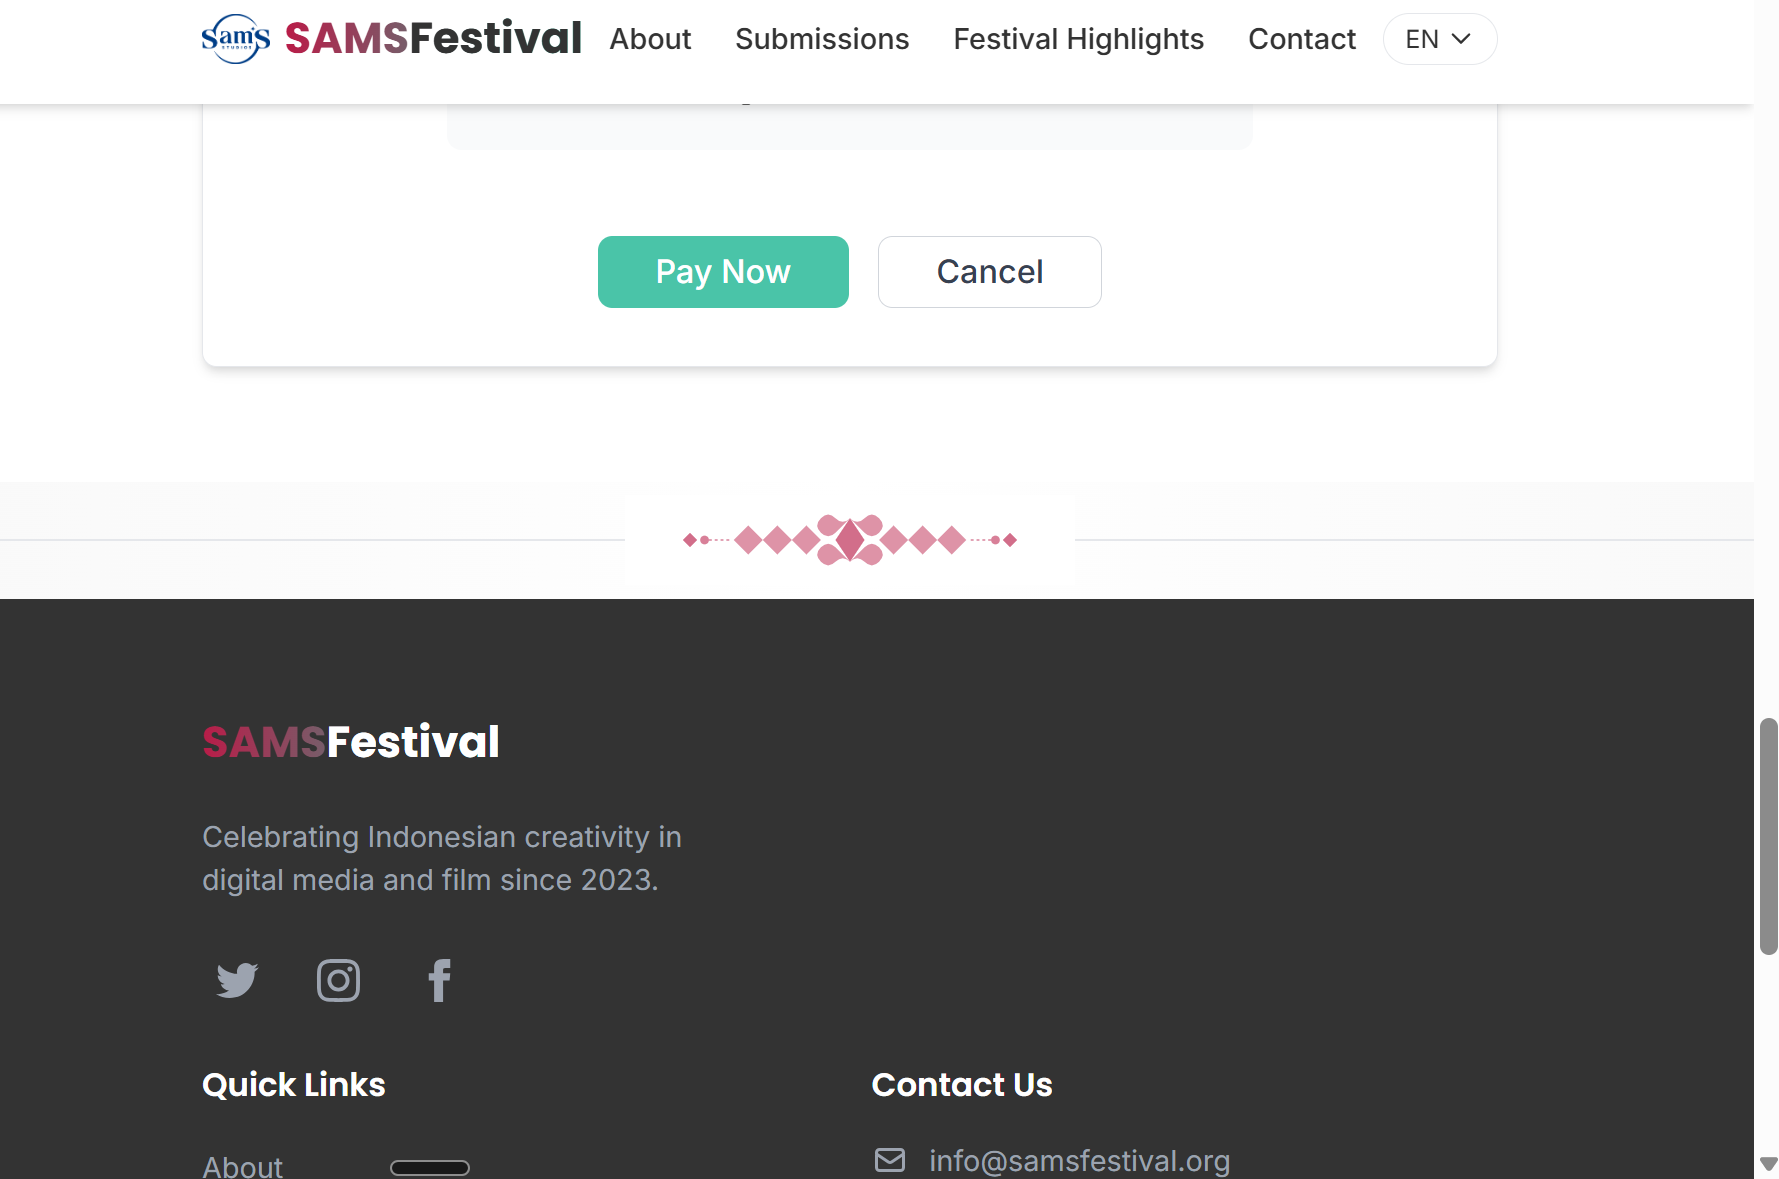 Sam's
STUDIOS
SAMSFestival
About
Submissions
Festival Highlights
Contact
EN
Pay Now
Cancel
SAMSFestival
Celebrating Indonesian creativity in
digital media and film since 2023.
Quick Links
Contact Us
About
info@samsfestival.org